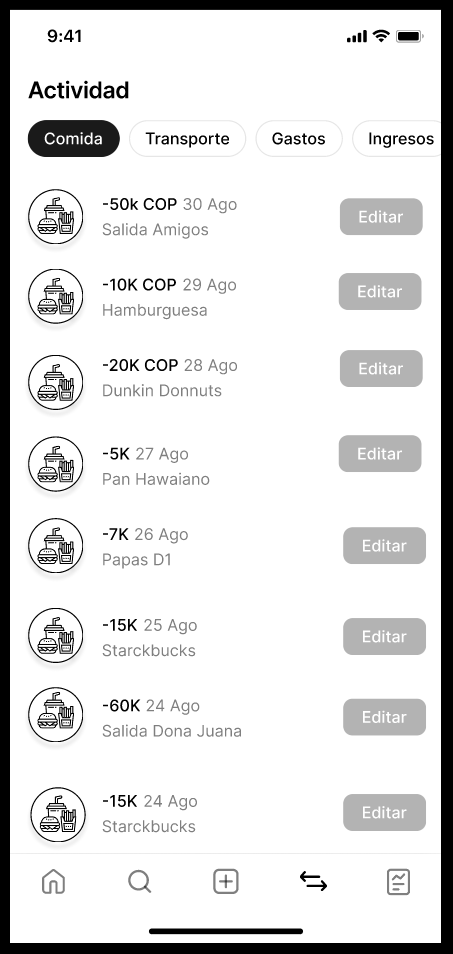 9:41
Actividad
Comida Transporte Gastos Ingresos
-50k COP 30 Ago
Salida Amigos
Editar
-10K COP 29 Ago
Hamburguesa
Editar
-20K COP 28 Ago
Dunkin Donnuts
Editar
-5K 27 Ago
Pan Hawaiano
Editar
-7K 26 Ago
Papas D1
Editar
-15K 25 Ago
Starckbucks
Editar
-60K 24 Ago
Salida Dona Juana
Editar
-15K 24 Ago
Starckbucks
Editar